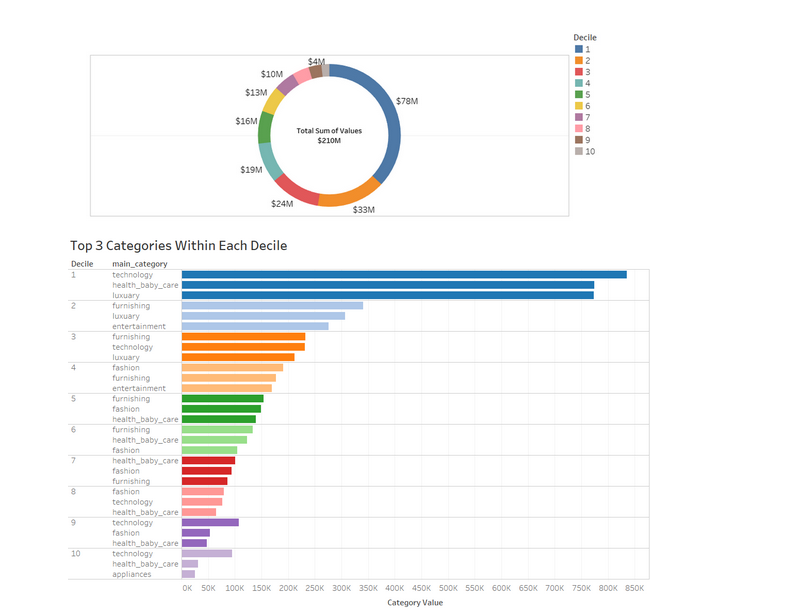 Decile
1
2
3
4
5
6
7
8
9
10
$4M
$10M
$13M
$16M
$19M
$24M
$33M
$78M
Total Sum of Values
$210M
Top 3 Categories Within Each Decile
Decile main_category
1 technology
health_baby_care
luxuary
2 furnishing
luxuary
entertainment
3 furnishing
technology
luxuary
4 fashion
furnishing
entertainment
5 furnishing
fashion
health_baby_care
6 furnishing
health_baby_care
fashion
7 health_baby_care
fashion
furnishing
8 fashion
technology
health_baby_care
9 technology
fashion
health_baby_care
10 technology
health_baby_care
appliances
0K 50K 100K 150K 200K 250K 300K 350K 400K 450K 500K 550K 600K 650K 700K 750K 800K 850K
Category Value